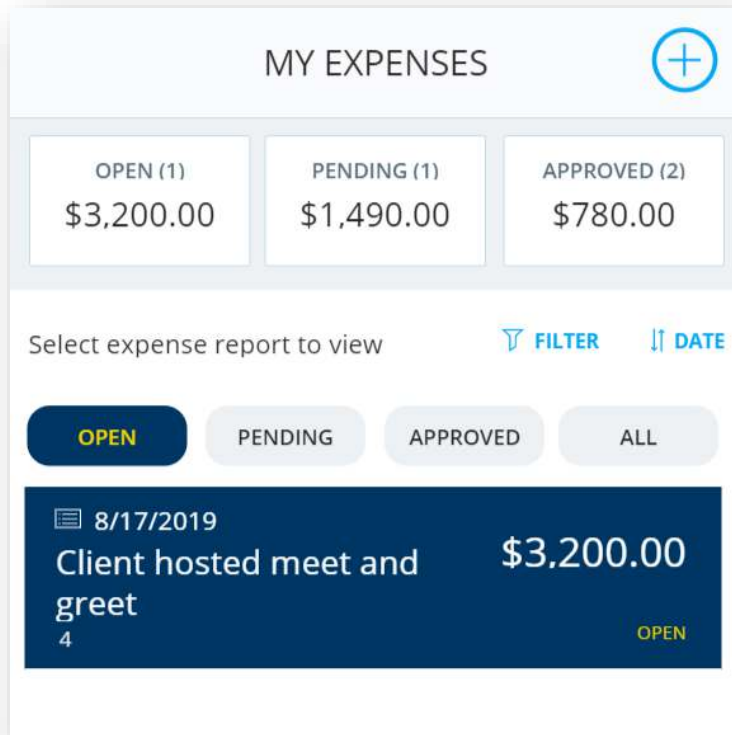 MY EXPENSES
OPEN (1)
$3,200.00
PENDING (1)
$1,490.00
APPROVED (2)
$780.00
Select expense report to view
FILTER
DATE
OPEN
PENDING
APPROVED
ALL
8/17/2019
Client hosted meet and
greet
$3,200.00
4
OPEN